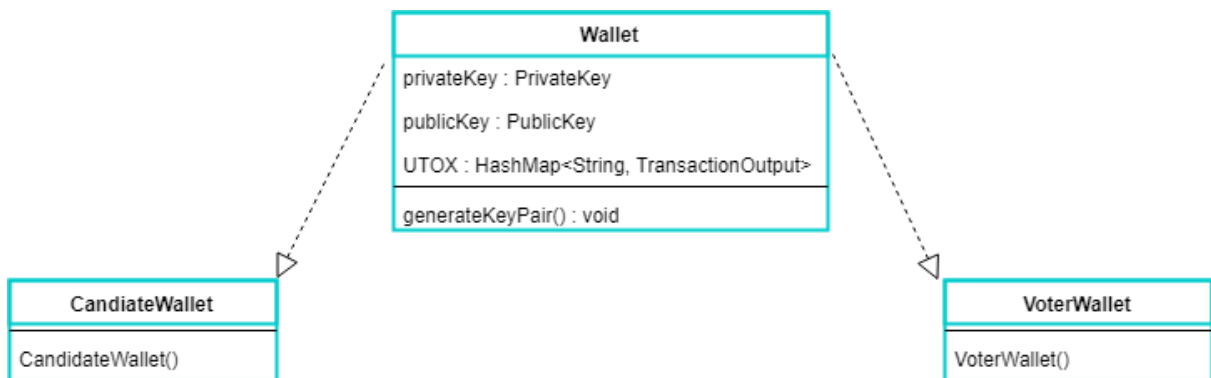 Wallet
privateKey : PrivateKey
publicKey : PublicKey
UTOX : HashMap<String, TransactionOutput>
generateKeyPair() : void
CandiateWallet
CandidateWallet()
VoterWallet
VoterWallet()